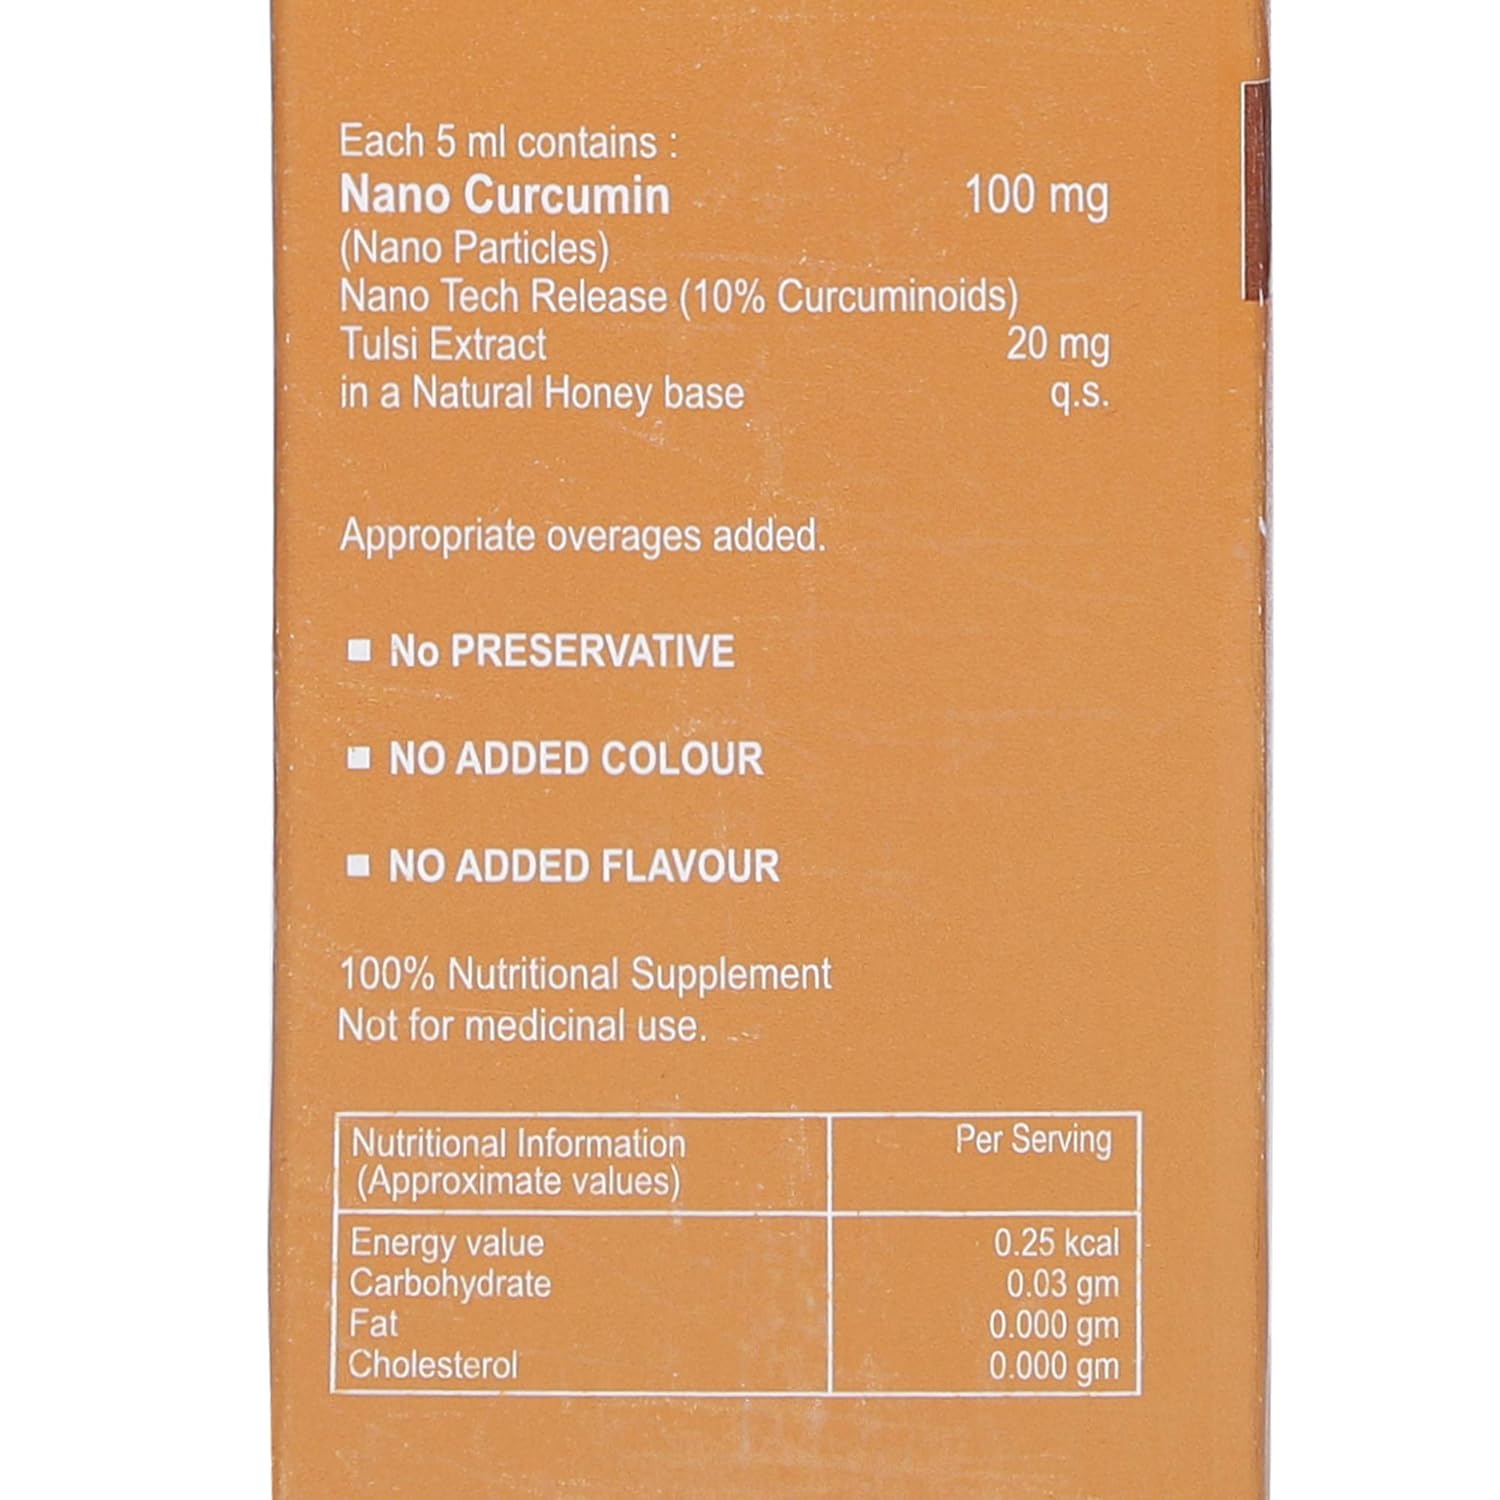 Each 5 ml contains :
Nano Curcumin 100 mg
(Nano Particles)
Nano Tech Release (10% Curcuminoids)
Tulsi Extract 20 mg
in a Natural Honey base q.s.
Appropriate overages added.
■ No PRESERVATIVE
■ NO ADDED COLOUR
■ NO ADDED FLAVOUR
100% Nutritional Supplement
Not for medicinal use.
Nutritional Information Per Serving
(Approximate values)
Energy value 0.25 kcal
Carbohydrate 0.03 gm
Fat 0.000 gm
Cholesterol 0.000 gm